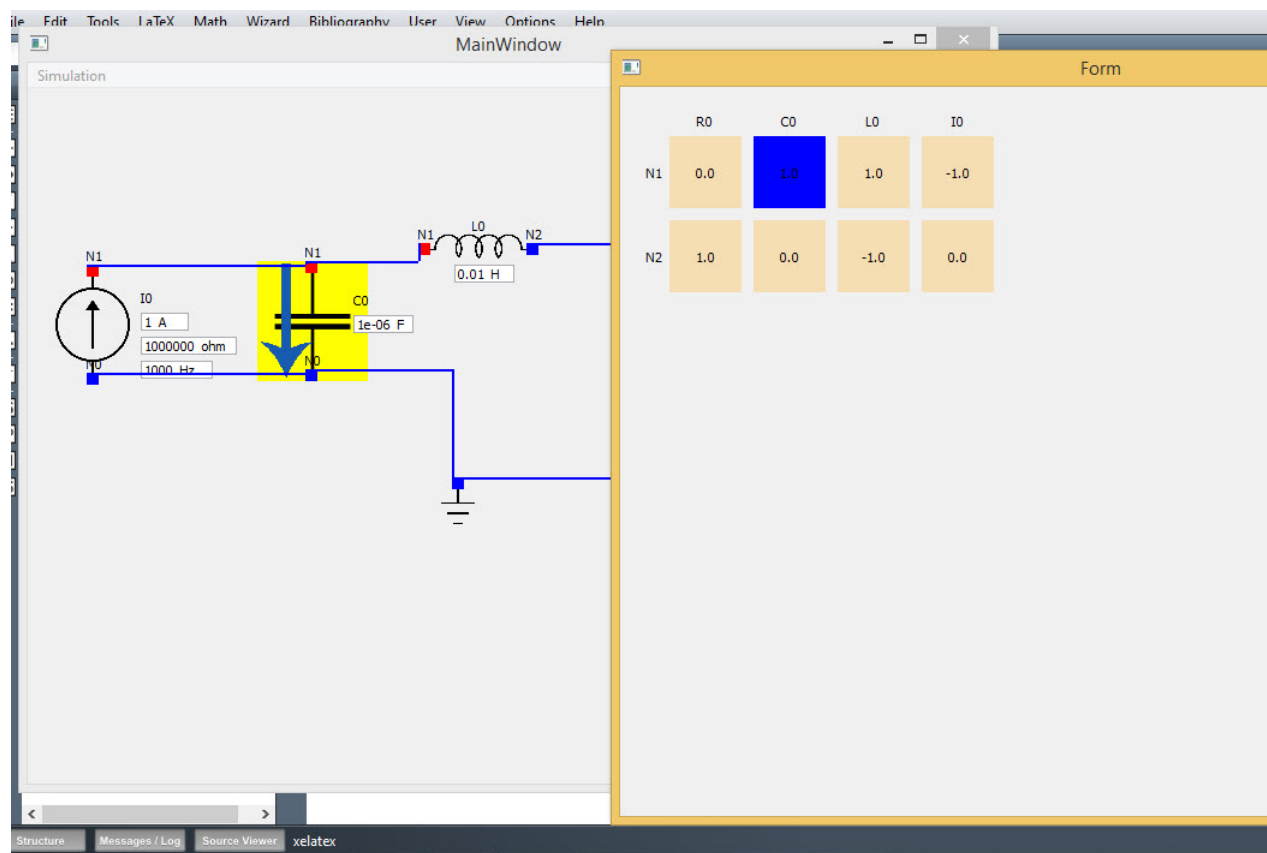 Edit Tools LaTeX Math Wizard Bibliography User View Options Help
MainWindow
Form
Simulation
R0 C0 L0 I0
N1 0.0 1.0 1.0 -1.0
N2 1.0 0.0 -1.0 0.0
N1 L0 N2
0.01 H
N1 N1
I0 C0
1 A
1e-06 F
1000000 ohm
N0 1000 Hz N0
Structure Messages / Log Source Viewer xelatex